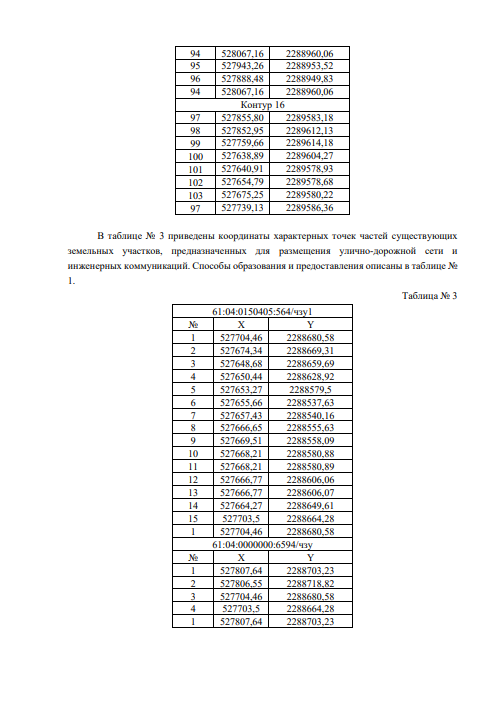 94 528067,16 2288960,06
95 527943,26 2288953,52
96 527888,48 2288949,83
94 528067,16 2288960,06
Контур 16
97 527855,80 2289583,18
98 527852,95 2289612,13
99 527759,66 2289614,18
100 527638,89 2289604,27
101 527640,91 2289578,93
102 527654,79 2289578,68
103 527675,25 2289580,22
97 527739,13 2289586,36
В таблице № 3 приведены координаты характерных точек частей существующих
земельных участков, предназначенных для размещения улично-дорожной сети и
инженерных коммуникаций. Способы образования и предоставления описаны в таблице №
1.
Таблица № 3
61:04:0150405:564/чзу1
№ X Y
1 527704,46 2288680,58
2 527674,34 2288669,31
3 527648,68 2288659,69
4 527650,44 2288628,92
5 527653,27 2288579,5
6 527655,66 2288537,63
7 527657,43 2288540,16
8 527666,65 2288555,63
9 527669,51 2288558,09
10 527668,21 2288580,88
11 527668,21 2288580,89
12 527666,77 2288606,06
13 527666,77 2288606,07
14 527664,27 2288649,61
15 527703,5 2288664,28
1 527704,46 2288680,58
61:04:0000000:6594/чзу
№ X Y
1 527807,64 2288703,23
2 527806,55 2288718,82
3 527704,46 2288680,58
4 527703,5 2288664,28
1 527807,64 2288703,23